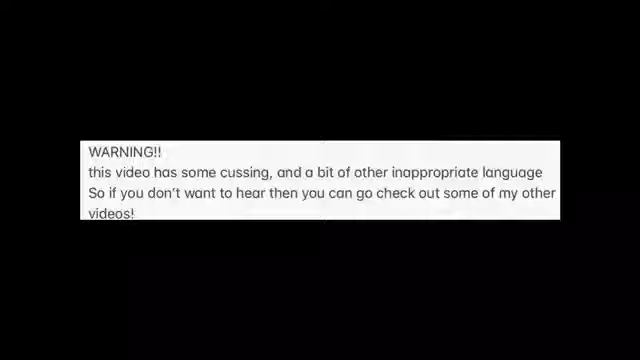 WARNING!!
this video has some cussing, and a bit of other inappropriate language
So if you don't want to hear then you can go check out some of my other
videos!